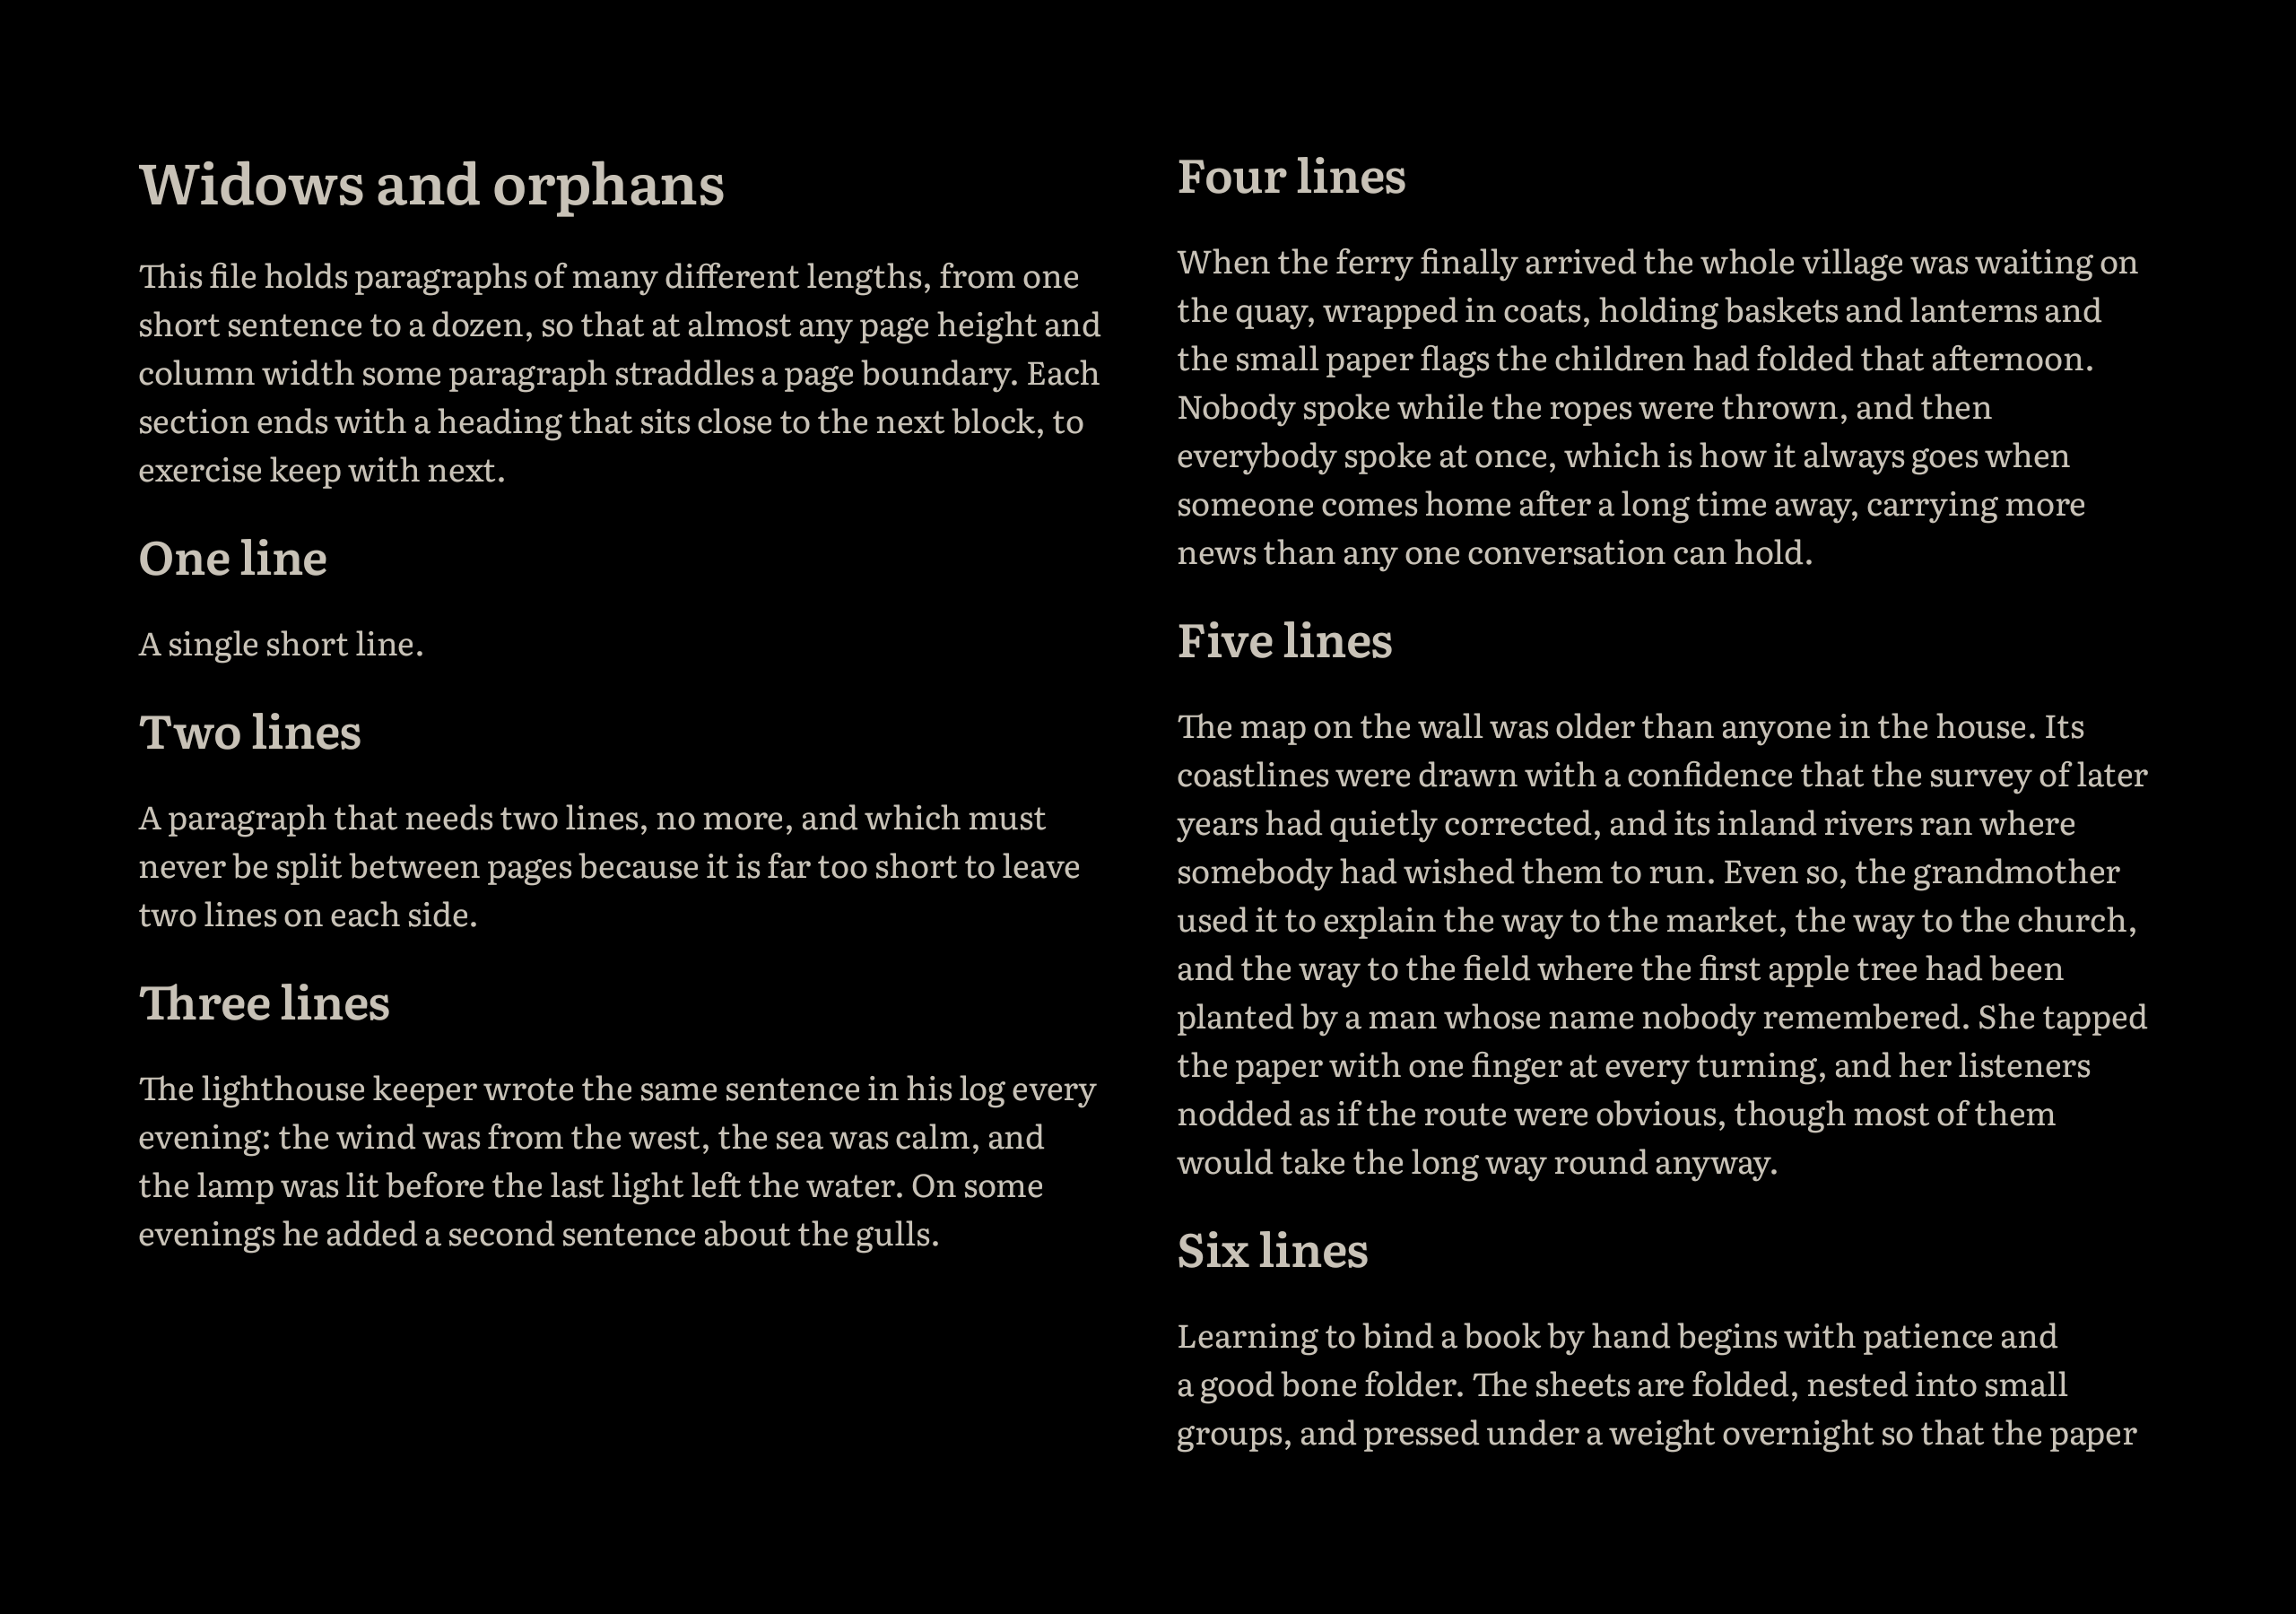 Widows and orphans
This file holds paragraphs of many different lengths, from one
short sentence to a dozen, so that at almost any page height and
column width some paragraph straddles a page boundary. Each
section ends with a heading that sits close to the next block, to
exercise keep with next.
One line
A single short line.
Two lines
A paragraph that needs two lines, no more, and which must
never be split between pages because it is far too short to leave
two lines on each side.
Three lines
The lighthouse keeper wrote the same sentence in his log every
evening: the wind was from the west, the sea was calm, and
the lamp was lit before the last light left the water. On some
evenings he added a second sentence about the gulls.
Four lines
When the ferry finally arrived the whole village was waiting on
the quay, wrapped in coats, holding baskets and lanterns and
the small paper flags the children had folded that afternoon.
Nobody spoke while the ropes were thrown, and then
everybody spoke at once, which is how it always goes when
someone comes home after a long time away, carrying more
news than any one conversation can hold.
Five lines
The map on the wall was older than anyone in the house. Its
coastlines were drawn with a confidence that the survey of later
years had quietly corrected, and its inland rivers ran where
somebody had wished them to run. Even so, the grandmother
used it to explain the way to the market, the way to the church,
and the way to the field where the first apple tree had been
planted by a man whose name nobody remembered. She tapped
the paper with one finger at every turning, and her listeners
nodded as if the route were obvious, though most of them
would take the long way round anyway.
Six lines
Learning to bind a book by hand begins with patience and
a good bone folder. The sheets are folded, nested into small
groups, and pressed under a weight overnight so that the paper